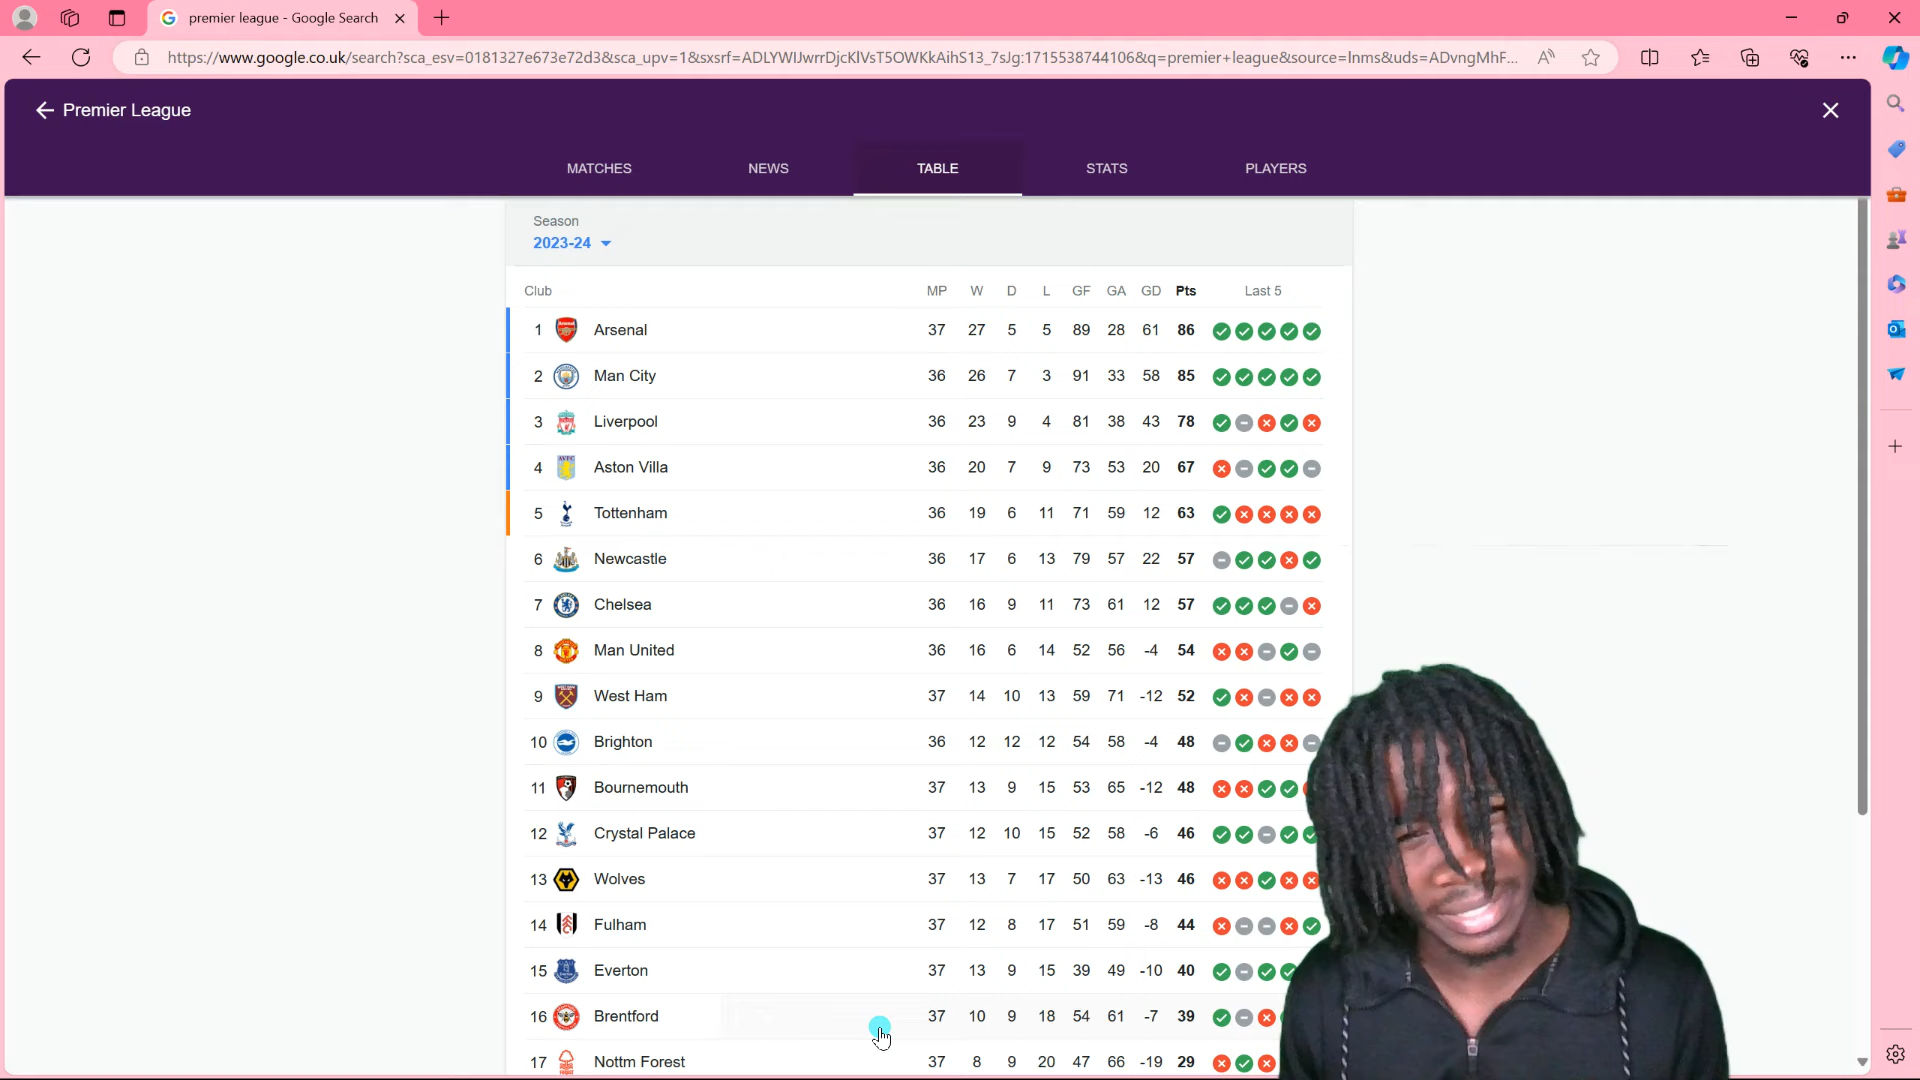 premier league - Google Search
https://www.google.co.uk/search?sca_esv=0181327e673e72d3&sca_upv=1&sxsrf=ADLYWIJwrrDjcKlVsT5OWKkAihS13_7sJg:1715538744106&q=premier+league&source=lnms&uds=ADvngMhF...
Premier League
MATCHES NEWS TABLE STATS PLAYERS
Season
2023-24
Club MP W D L GF GA GD Pts Last 5
1 Arsenal 37 27 5 5 89 28 61 86
2 Man City 36 26 7 3 91 33 58 85
3 Liverpool 36 23 9 4 81 38 43 78
4 Aston Villa 36 20 7 9 73 53 20 67
5 Tottenham 36 19 6 11 71 59 12 63
6 Newcastle 36 17 6 13 79 57 22 57
7 Chelsea 36 16 9 11 73 61 12 57
8 Man United 36 16 6 14 52 56 -4 54
9 West Ham 37 14 10 13 59 71 -12 52
10 Brighton 36 12 12 12 54 58 -4 48
11 Bournemouth 37 13 9 15 53 65 -12 48
12 Crystal Palace 37 12 10 15 52 58 -6 46
13 Wolves 37 13 7 17 50 63 -13 46
14 Fulham 37 12 8 17 51 59 -8 44
15 Everton 37 13 9 15 39 49 -10 40
16 Brentford 37 10 9 18 54 61 -7 39
17 Nottm Forest 37 8 9 20 47 66 -19 29